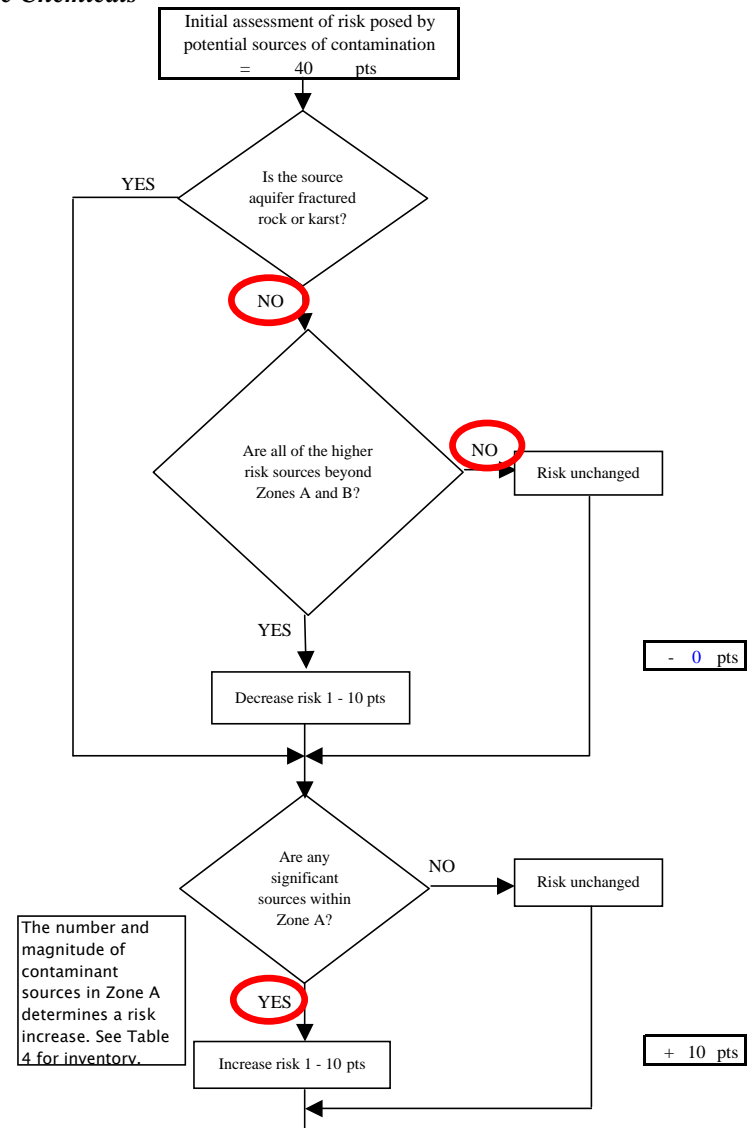 Initial assessment of risk posed by
potential sources of contamination
= 40 pts
YES
Is the source
aquifer fractured
rock or karst?
NO
Are all of the higher
risk sources beyond
Zones A and B?
NO
Risk unchanged
YES
- 0 pts
Decrease risk 1 - 10 pts
Are any
significant
sources within
Zone A?
NO
Risk unchanged
The number and
magnitude of
contaminant
sources in Zone A
determines a risk
increase. See Table
4 for inventory.
YES
Increase risk 1 - 10 pts
+ 10 pts